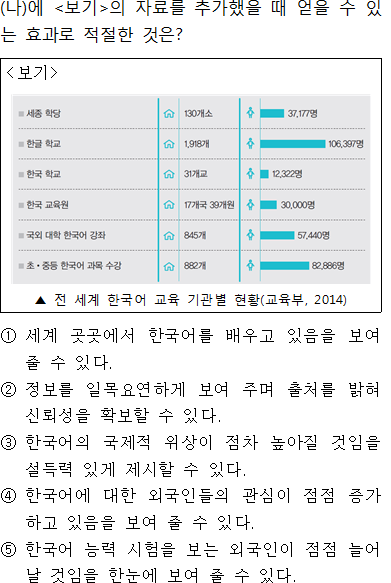 (나)에 <보기>의 자료를 추가했을 때 얻을 수 있
는 효과로 적절한 것은?
<보기>
세종 학당 130개소 37,177명
한글 학교 1,918개 106,397명
한국 학교 31개교 12,322명
한국 교육원 17개국 39개원 30,000명
국외 대학 한국어 강좌 845개 57,440명
초·중등 한국어 과목 수강 882개 82,886명
▲ 전 세계 한국어 교육 기관별 현황(교육부, 2014)
① 세계 곳곳에서 한국어를 배우고 있음을 보여
줄 수 있다.
② 정보를 일목요연하게 보여 주며 출처를 밝혀
신뢰성을 확보할 수 있다.
③ 한국어의 국제적 위상이 점차 높아질 것임을
설득력 있게 제시할 수 있다.
④ 한국어에 대한 외국인들의 관심이 점점 증가
하고 있음을 보여 줄 수 있다.
⑤ 한국어 능력 시험을 보는 외국인이 점점 늘어
날 것임을 한눈에 보여 줄 수 있다.